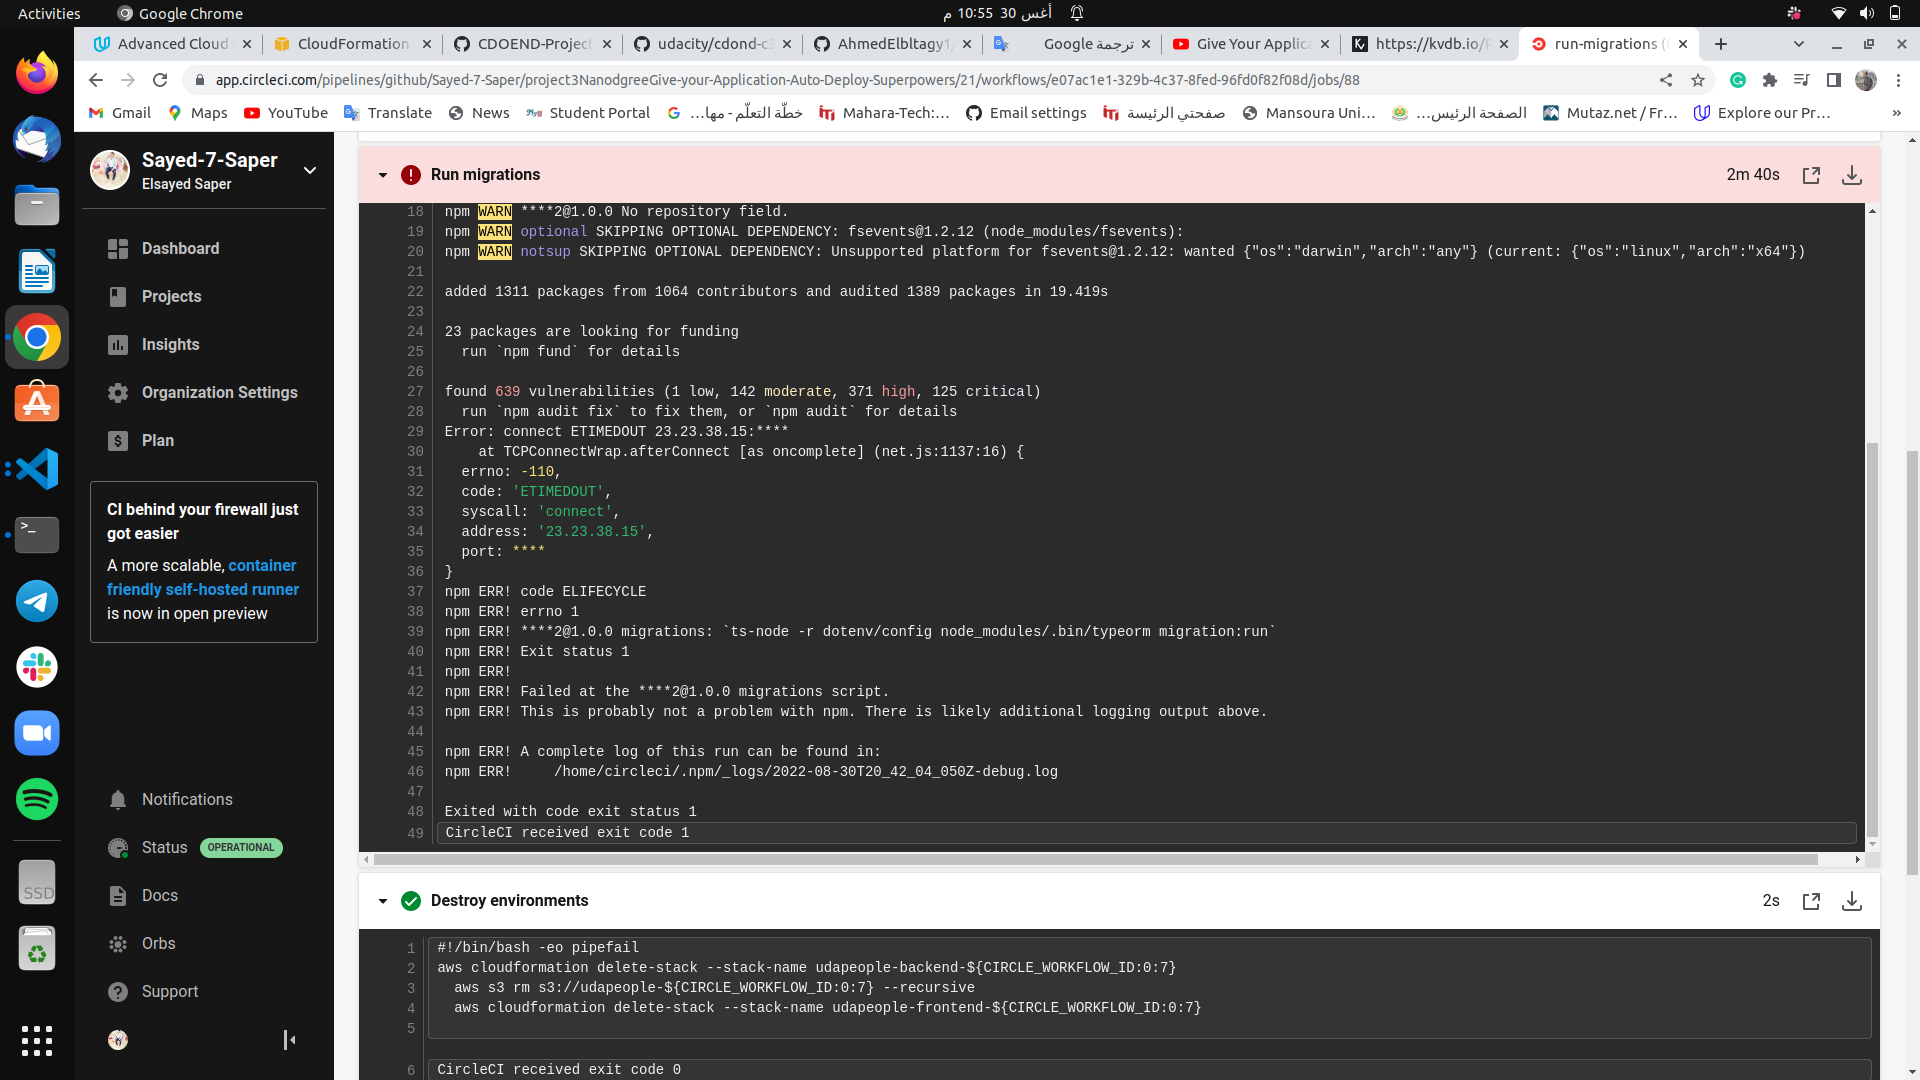 Activities
Google Chrome
أغس 30 10:55 م
Advanced Cloud
CloudFormation
CDOEND-Project
udacity/cdond-c3
AhmedElbltagy1/
ترجمة Google
Give Your Applica
https://kvdb.io/
run-migrations (
app.circleci.com/pipelines/github/Sayed-7-Saper/project3NanodgreeGive-your-Application-Auto-Deploy-Superpowers/21/workflows/e07ac1e1-329b-4c37-8fed-96fd0f82f08d/jobs/88
Gmail
Maps
YouTube
Translate
News
Student Portal
خطّة التعلّم - مها...
Mahara-Tech:...
Email settings
صفحتي الرئيسة
Mansoura Uni...
الصفحة الرئيس...
Mutaz.net / Fr...
Explore our Pr...
»
Sayed-7-Saper
Elsayed Saper
Dashboard
Projects
Insights
Organization Settings
Plan
CI behind your firewall just
got easier
A more scalable, container
friendly self-hosted runner
is now in open preview
Notifications
Status OPERATIONAL
Docs
Orbs
Support
SSD
Run migrations
2m 40s
18 npm WARN ****2@1.0.0 No repository field.
19 npm WARN optional SKIPPING OPTIONAL DEPENDENCY: fsevents@1.2.12 (node_modules/fsevents):
20 npm WARN notsup SKIPPING OPTIONAL DEPENDENCY: Unsupported platform for fsevents@1.2.12: wanted {"os":"darwin","arch":"any"} (current: {"os":"linux","arch":"x64"})
21
22 added 1311 packages from 1064 contributors and audited 1389 packages in 19.419s
23
24 23 packages are looking for funding
25 run `npm fund` for details
26
27 found 639 vulnerabilities (1 low, 142 moderate, 371 high, 125 critical)
28 run `npm audit fix` to fix them, or `npm audit` for details
29 Error: connect ETIMEDOUT 23.23.38.15:****
30 at TCPConnectWrap.afterConnect [as oncomplete] (net.js:1137:16) {
31 errno: -110,
32 code: 'ETIMEDOUT',
33 syscall: 'connect',
34 address: '23.23.38.15',
35 port: ****
36 }
37 npm ERR! code ELIFECYCLE
38 npm ERR! errno 1
39 npm ERR! ****2@1.0.0 migrations: `ts-node -r dotenv/config node_modules/.bin/typeorm migration:run`
40 npm ERR! Exit status 1
41 npm ERR!
42 npm ERR! Failed at the ****2@1.0.0 migrations script.
43 npm ERR! This is probably not a problem with npm. There is likely additional logging output above.
44
45 npm ERR! A complete log of this run can be found in:
46 npm ERR! /home/circleci/.npm/_logs/2022-08-30T20_42_04_050Z-debug.log
47
48 Exited with code exit status 1
49 CircleCI received exit code 1
Destroy environments
2s
1 #!/bin/bash -eo pipefail
2 aws cloudformation delete-stack --stack-name udapeople-backend-${CIRCLE_WORKFLOW_ID:0:7}
3 aws s3 rm s3://udapeople-${CIRCLE_WORKFLOW_ID:0:7} --recursive
4 aws cloudformation delete-stack --stack-name udapeople-frontend-${CIRCLE_WORKFLOW_ID:0:7}
5
6 CircleCI received exit code 0